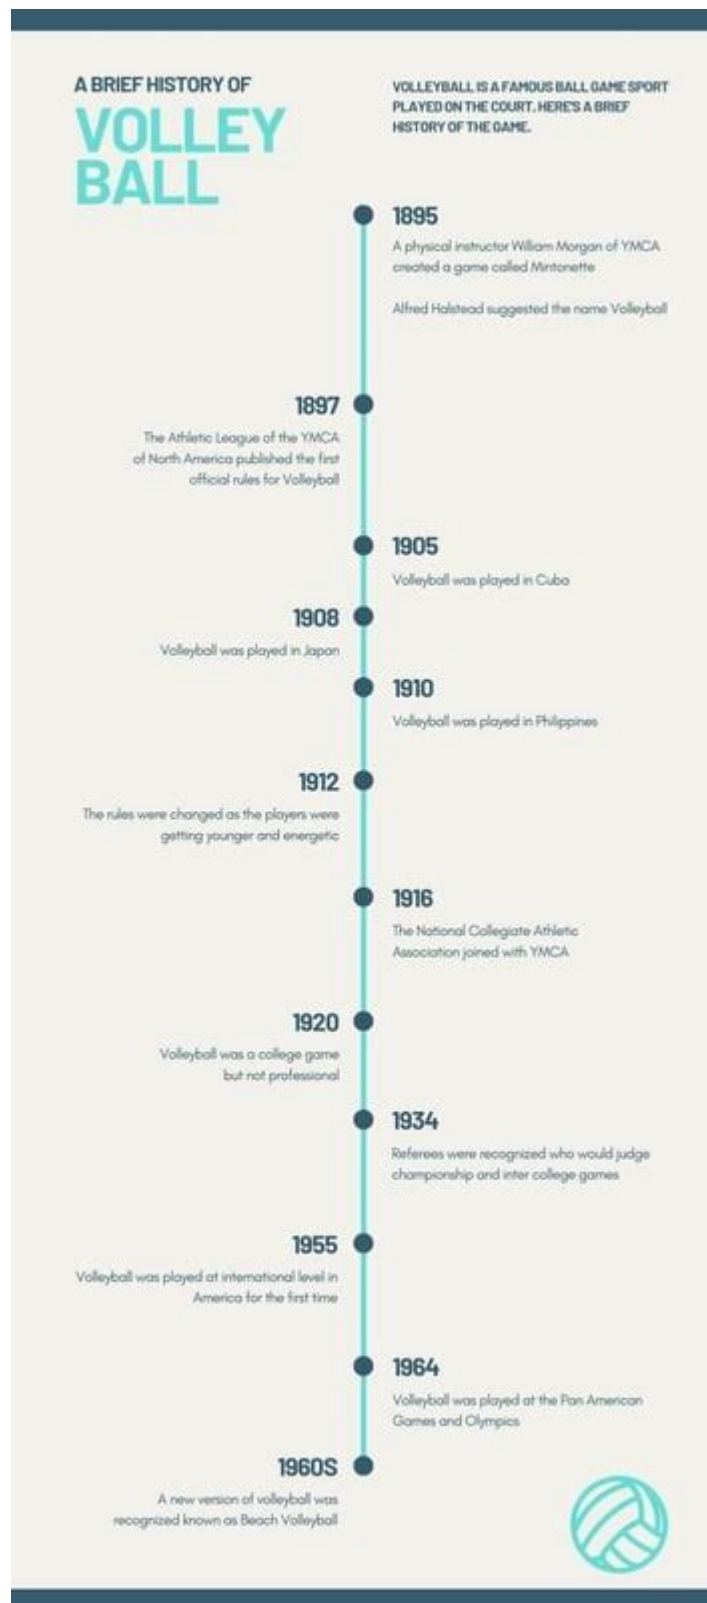 A BRIEF HISTORY OF
VOLLEY
BALL
VOLLEYBALL IS A FAMOUS BALL GAME SPORT
PLAYED ON THE COURT. HERE'S A BRIEF
HISTORY OF THE GAME.
1895
A physical instructor William Morgan of YMCA
created a game called Mintonette
Alfred Halstead suggested the name Volleyball
1897
The Athletic League of the YMCA
of North America published the first
official rules for Volleyball
1905
Volleyball was played in Cuba
1908
Volleyball was played in Japan
1910
Volleyball was played in Philippines
1912
The rules were changed as the players were
getting younger and energetic
1916
The National Collegiate Athletic
Association joined with YMCA
1920
Volleyball was a college game
but not professional
1934
Referees were recognized who would judge
championship and inter college games
1955
Volleyball was played at international level in
America for the first time
1964
Volleyball was played at the Pan American
Games and Olympics
1960S
A new version of volleyball was
recognized known as Beach Volleyball